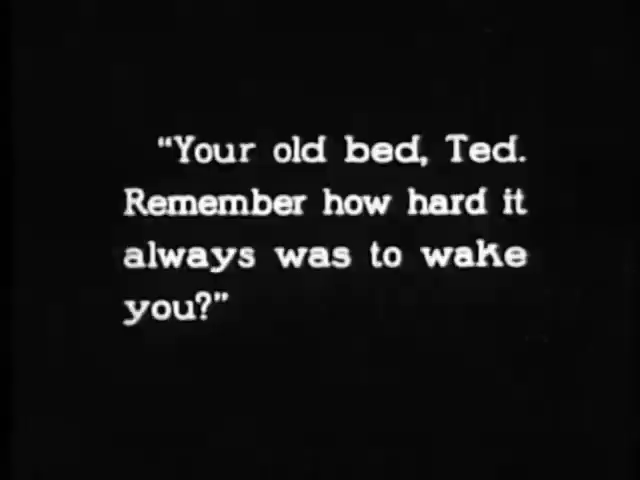 "Your old bed, Ted.
Remember how hard it
always was to wake
you?"